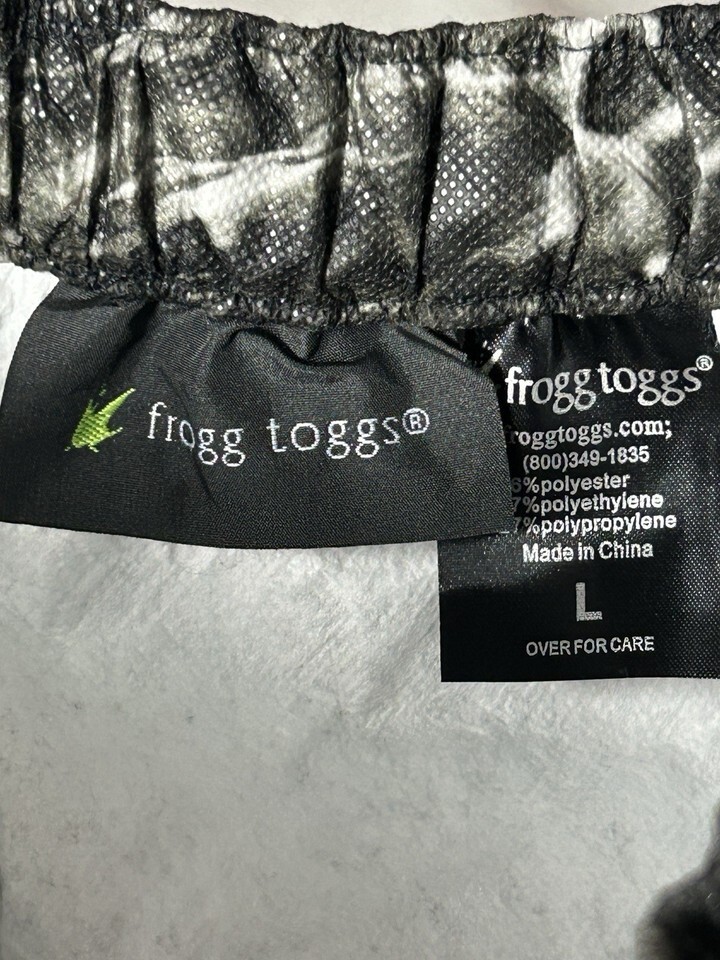 frogg toggs®
frogg toggs®
roggtoggs.com;
(800)349-1835
%polyester
7%polyethylene
7%polypropylene
Made in China
L
OVER FOR CARE